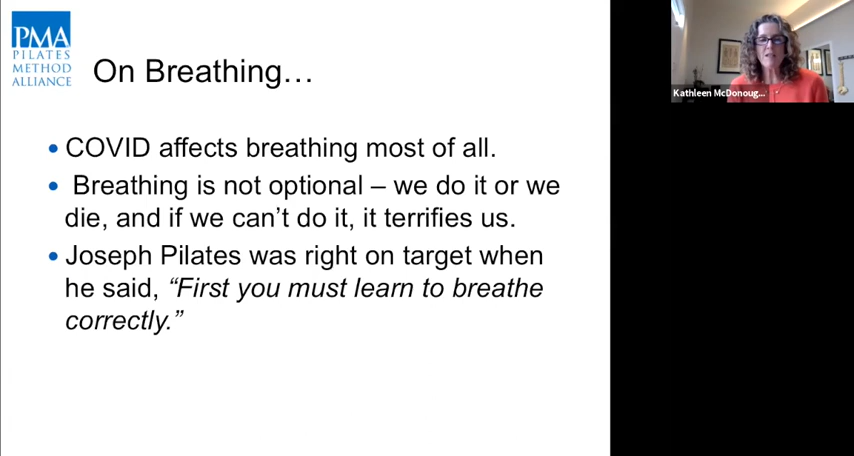 PMA
PILATES
METHOD
ALLIANCE
On Breathing…
• COVID affects breathing most of all.
• Breathing is not optional – we do it or we
die, and if we can’t do it, it terrifies us.
• Joseph Pilates was right on target when
he said, “First you must learn to breathe
correctly.”
Kathleen McDonoug...